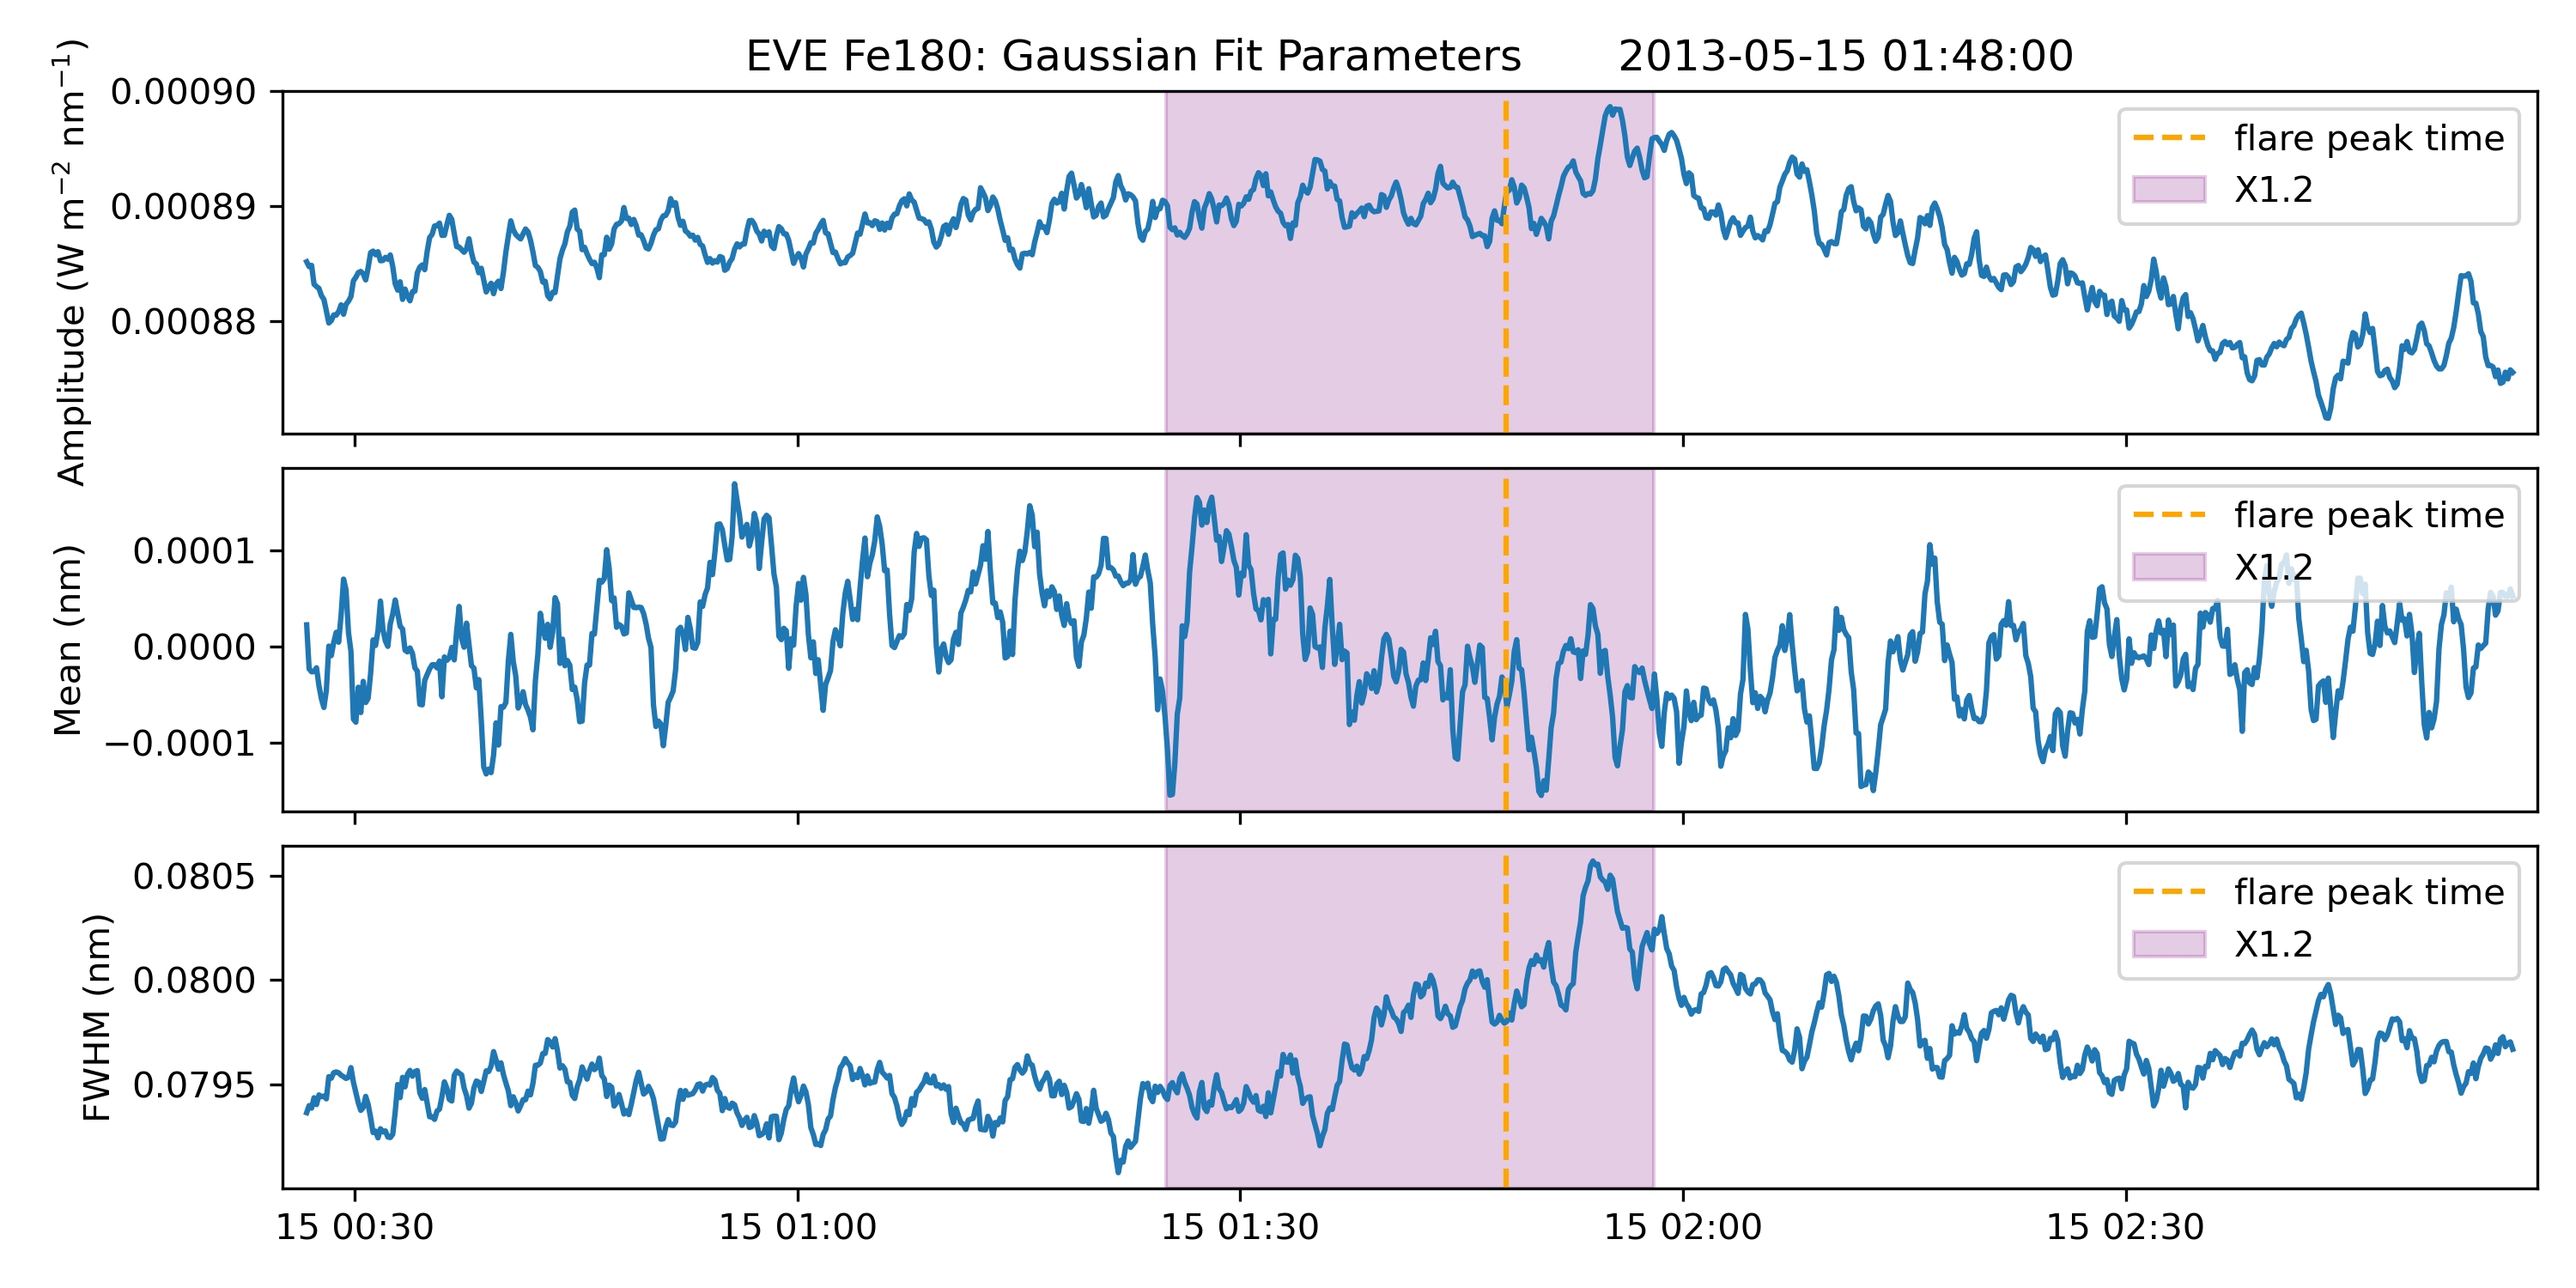 EVE Fe180: Gaussian Fit Parameters 2013-05-15 01:48:00
Amplitude (W m⁻² nm⁻¹)
0.00090
0.00089
0.00088
flare peak time
X1.2
Mean (nm)
0.0001
0.0000
−0.0001
flare peak time
X1.2
FWHM (nm)
0.0805
0.0800
0.0795
flare peak time
X1.2
15 00:30
15 01:00
15 01:30
15 02:00
15 02:30